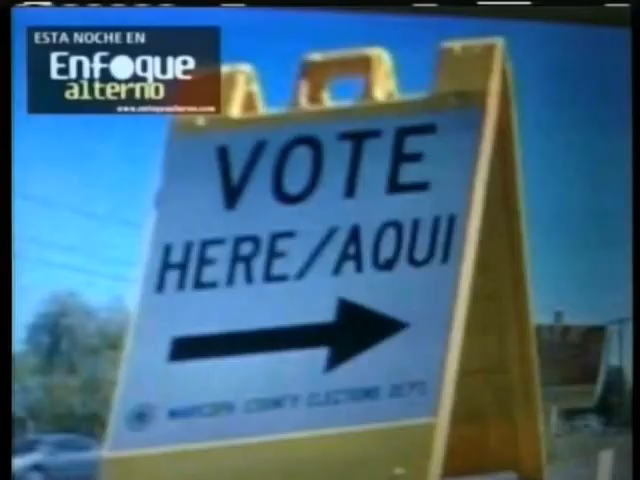 ESTA NOCHE EN
Enfoque
alterno
VOTE
HERE/AQUI
MARICOPA COUNTY ELECTIONS DEPT.